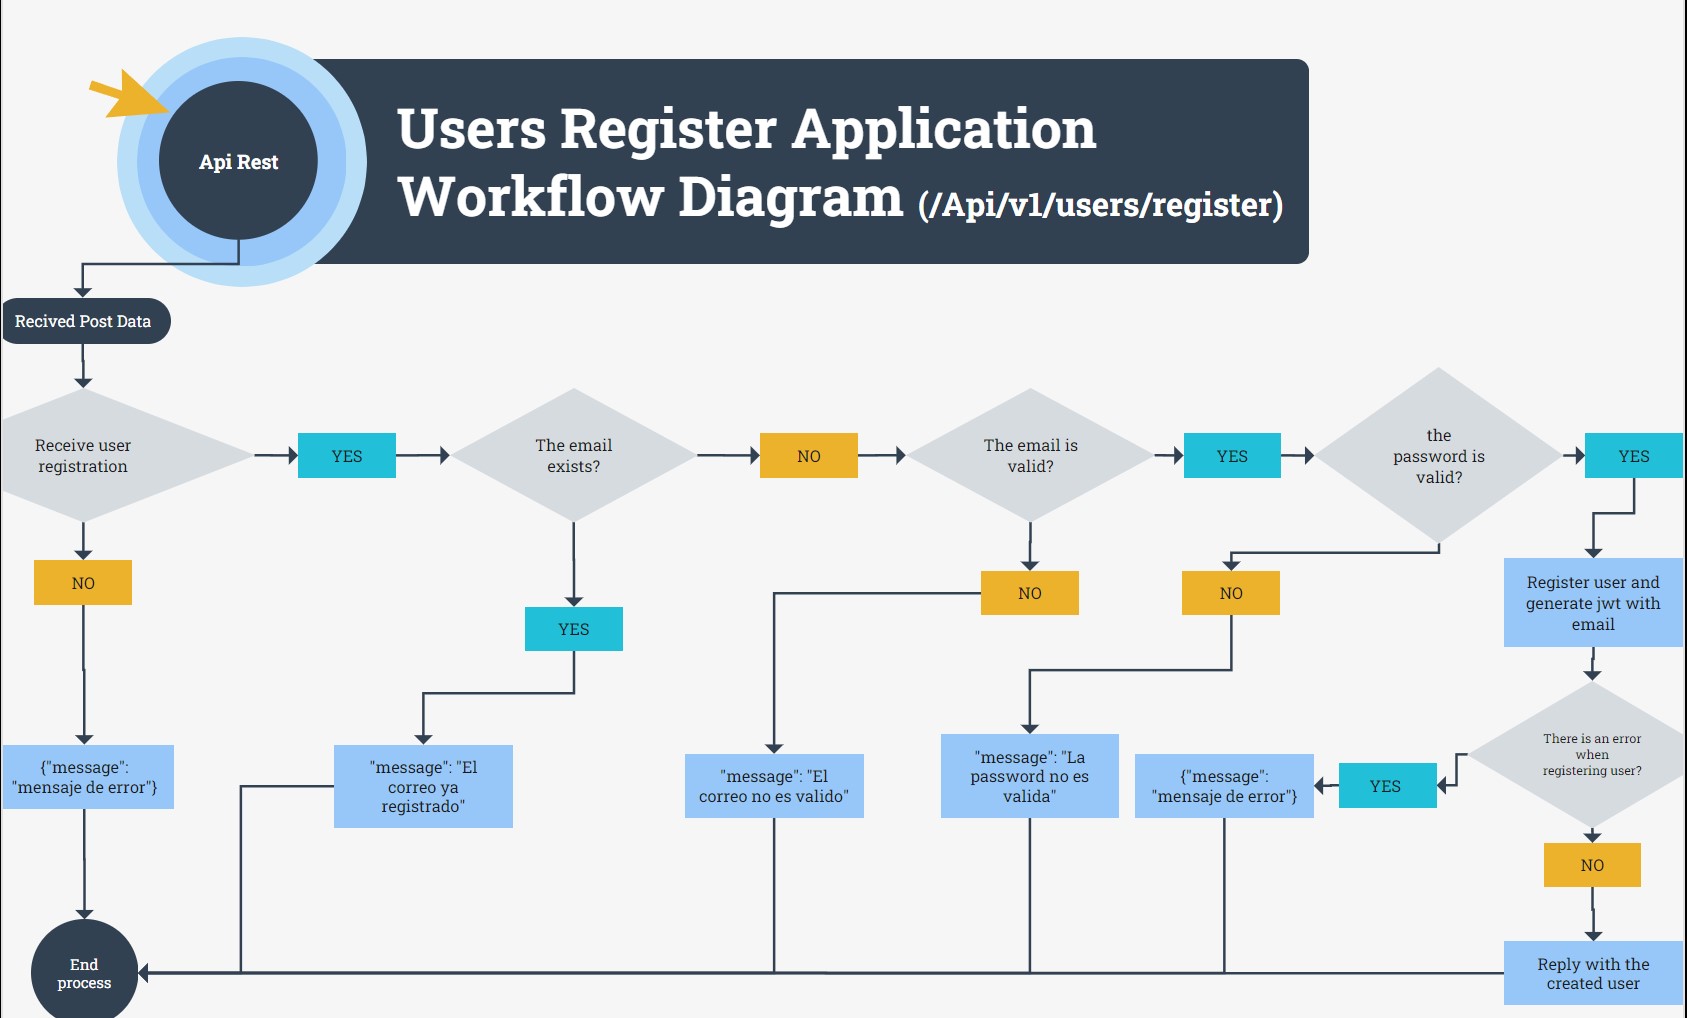 Users Register Application
Workflow Diagram (/Api/v1/users/register)
Api Rest
Recived Post Data
Receive user
registration
YES
The email
exists?
NO
The email is
valid?
YES
the
password is
valid?
YES
NO
YES
NO
NO
Register user and
generate jwt with
email
{"message":
"mensaje de error"}
"message": "El
correo ya
registrado"
"message": "El
correo no es valido"
"message": "La
password no es
valida"
{"message":
"mensaje de error"}
YES
There is an error
when
registering user?
NO
End
process
Reply with the
created user